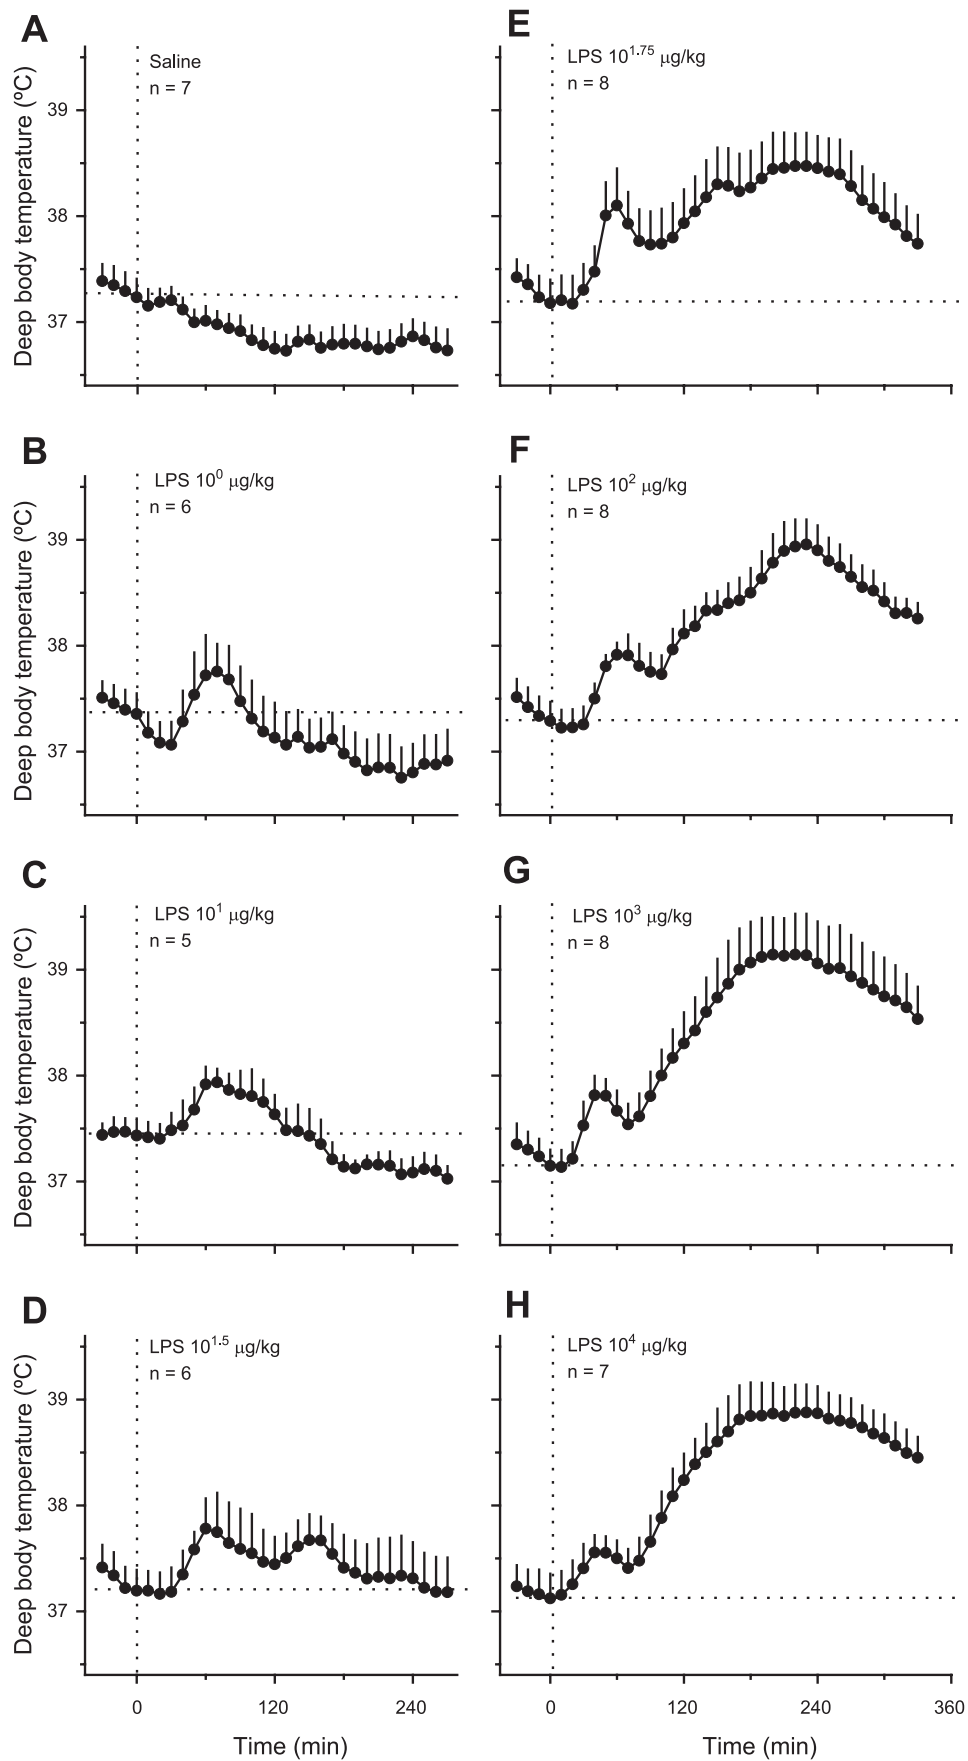 A
Saline
n = 7
Deep body temperature (ºC)
39
38
37
B
LPS 10^0 µg/kg
n = 6
Deep body temperature (ºC)
39
38
37
C
LPS 10^1 µg/kg
n = 5
Deep body temperature (ºC)
39
38
37
D
LPS 10^1.5 µg/kg
n = 6
Deep body temperature (ºC)
39
38
37
0 120 240
Time (min)
E
LPS 10^1.75 µg/kg
n = 8
F
LPS 10^2 µg/kg
n = 8
G
LPS 10^3 µg/kg
n = 8
H
LPS 10^4 µg/kg
n = 7
0 120 240 360
Time (min)